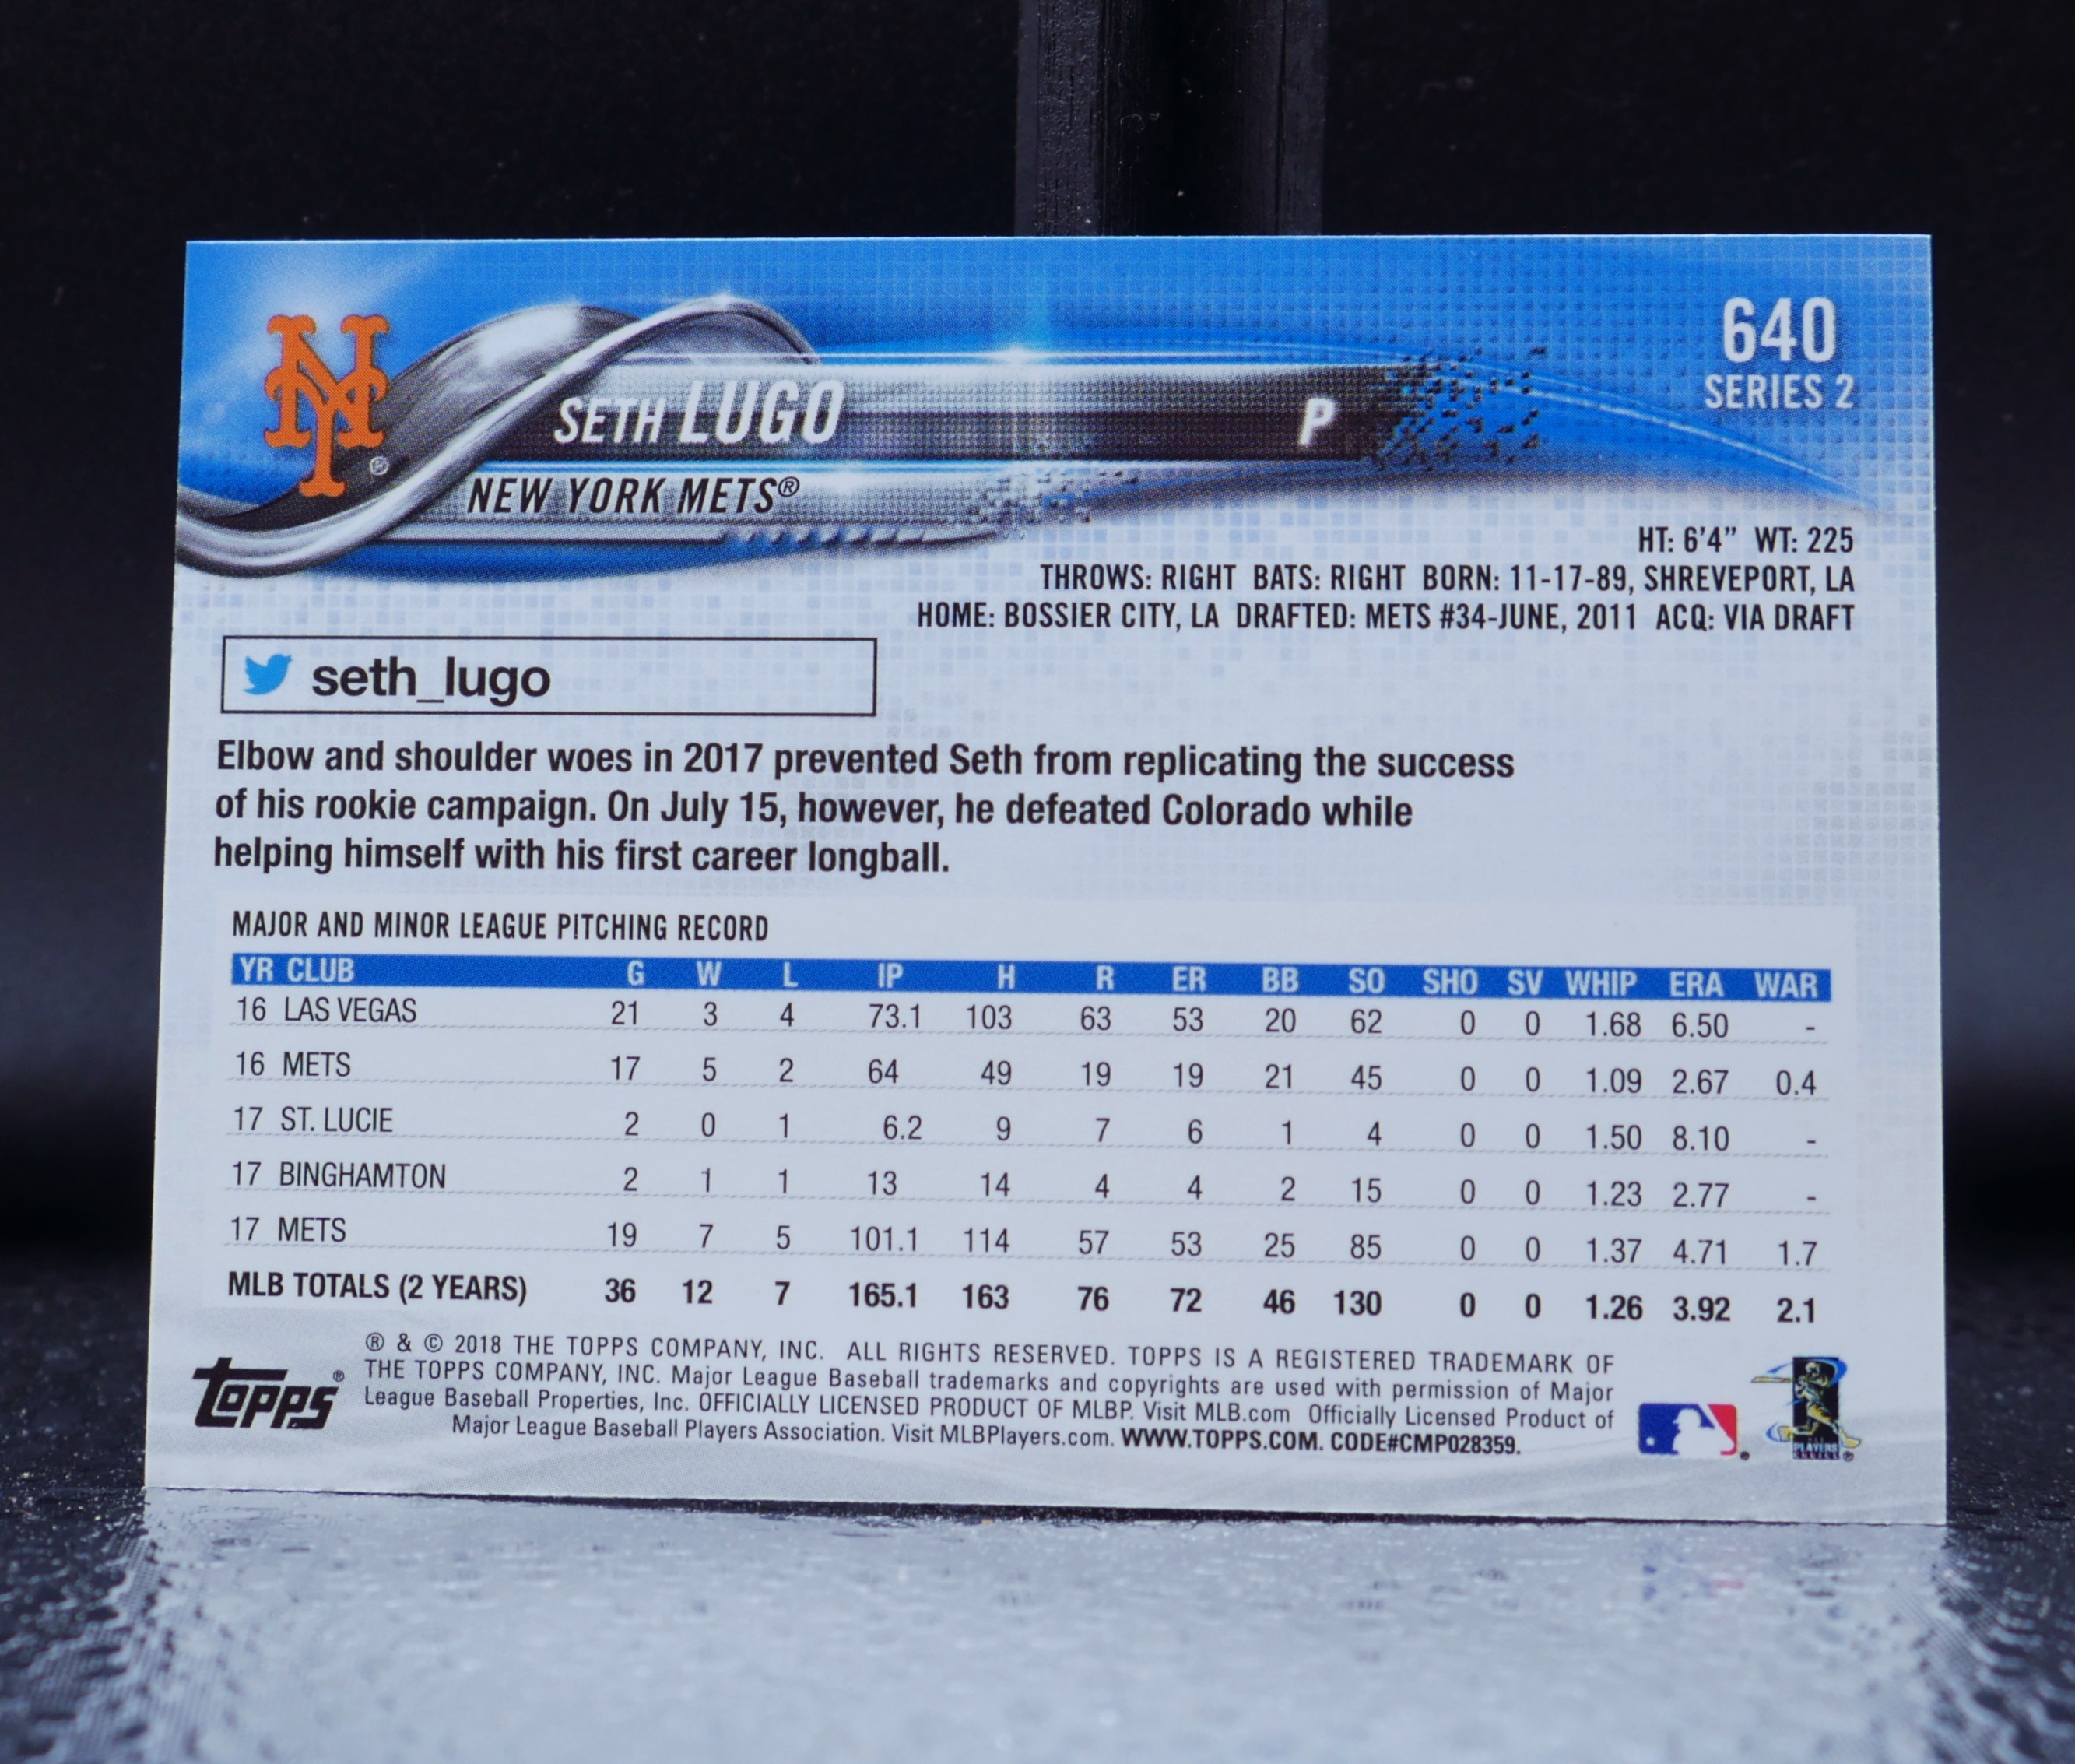 NY ®
640
SERIES 2
SETH LUGO P
NEW YORK METS®
HT: 6'4" WT: 225
THROWS: RIGHT BATS: RIGHT BORN: 11-17-89, SHREVEPORT, LA
HOME: BOSSIER CITY, LA DRAFTED: METS #34-JUNE, 2011 ACQ: VIA DRAFT
seth_lugo
Elbow and shoulder woes in 2017 prevented Seth from replicating the success
of his rookie campaign. On July 15, however, he defeated Colorado while
helping himself with his first career longball.
MAJOR AND MINOR LEAGUE PITCHING RECORD
YR CLUB G W L IP H R ER BB SO SHO SV WHIP ERA WAR
16 LAS VEGAS 21 3 4 73.1 103 63 53 20 62 0 0 1.68 6.50 -
16 METS 17 5 2 64 49 19 19 21 45 0 0 1.09 2.67 0.4
17 ST. LUCIE 2 0 1 6.2 9 7 6 1 4 0 0 1.50 8.10 -
17 BINGHAMTON 2 1 1 13 14 4 4 2 15 0 0 1.23 2.77 -
17 METS 19 7 5 101.1 114 57 53 25 85 0 0 1.37 4.71 1.7
MLB TOTALS (2 YEARS) 36 12 7 165.1 163 76 72 46 130 0 0 1.26 3.92 2.1
® & © 2018 THE TOPPS COMPANY, INC. ALL RIGHTS RESERVED. TOPPS IS A REGISTERED TRADEMARK OF
THE TOPPS COMPANY, INC. Major League Baseball trademarks and copyrights are used with permission of Major
League Baseball Properties, Inc. OFFICIALLY LICENSED PRODUCT OF MLBP. Visit MLB.com Officially Licensed Product of
Major League Baseball Players Association. Visit MLBPlayers.com. WWW.TOPPS.COM. CODE#CMP028359.
Topps®
PLAYERS
CHOICE ®